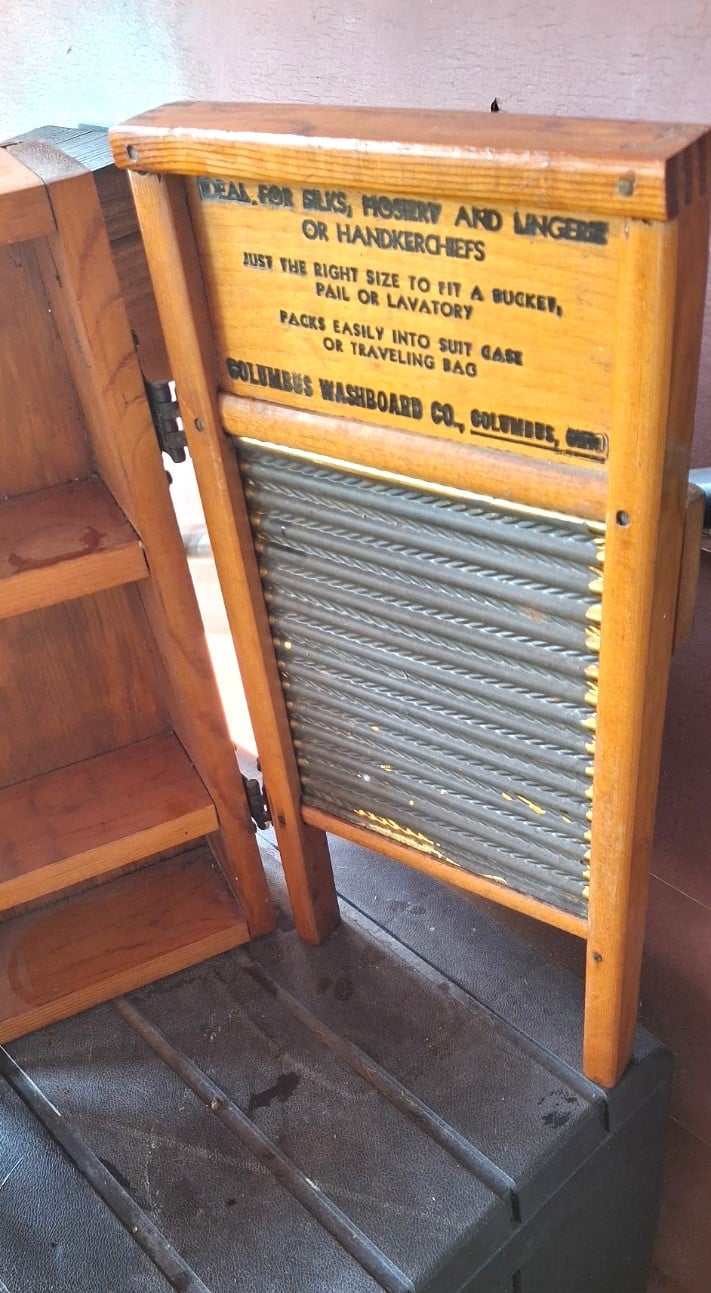 IDEAL FOR SILKS, HOSIERY AND LINGERIE
OR HANDKERCHIEFS
JUST THE RIGHT SIZE TO FIT A BUCKET,
PAIL OR LAVATORY
PACKS EASILY INTO SUIT CASE
OR TRAVELING BAG
COLUMBUS WASHBOARD CO., COLUMBUS, OHIO